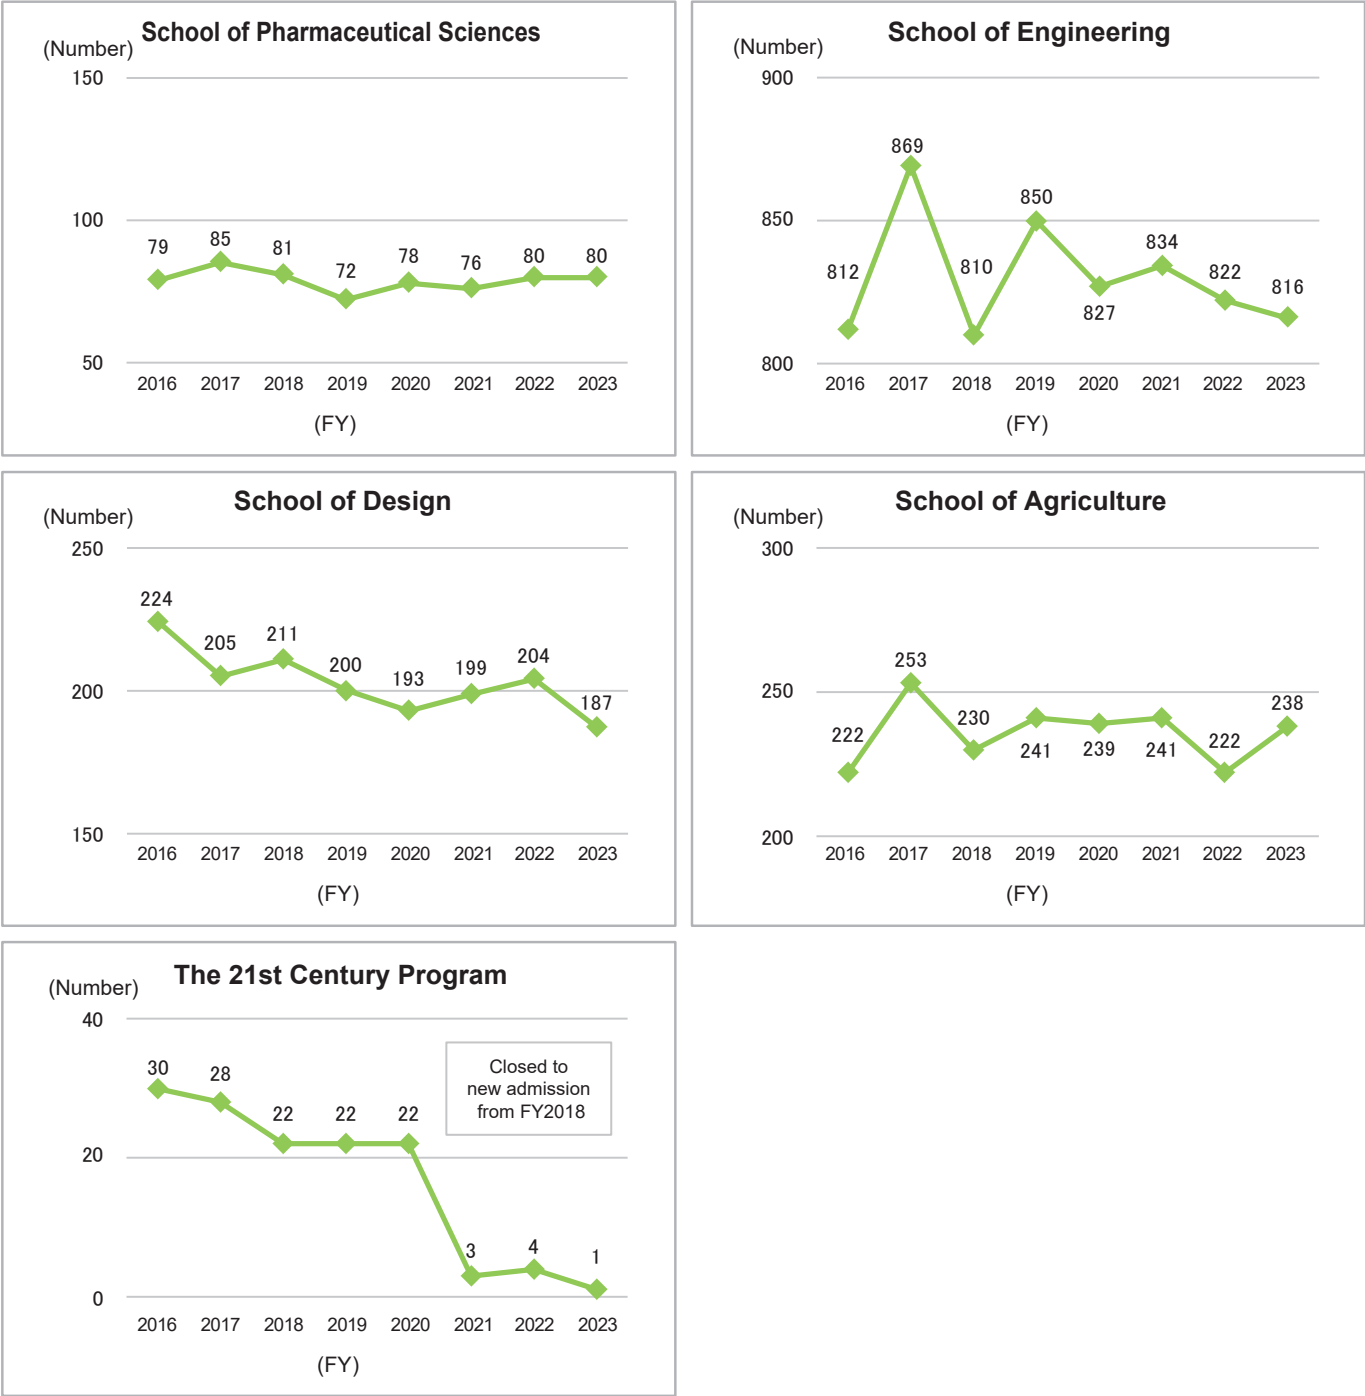 School of Pharmaceutical Sciences
(Number)
150
100
50
79 85 81 72 78 76 80 80
2016 2017 2018 2019 2020 2021 2022 2023
(FY)
School of Engineering
(Number)
900
850
800
812 869 810 850 827 834 822 816
2016 2017 2018 2019 2020 2021 2022 2023
(FY)
School of Design
(Number)
250
200
150
224 205 211 200 193 199 204 187
2016 2017 2018 2019 2020 2021 2022 2023
(FY)
School of Agriculture
(Number)
300
250
200
222 253 230 241 239 241 222 238
2016 2017 2018 2019 2020 2021 2022 2023
(FY)
The 21st Century Program
(Number)
40
20
0
30 28 22 22 22 3 4 1
Closed to
new admission
from FY2018
2016 2017 2018 2019 2020 2021 2022 2023
(FY)